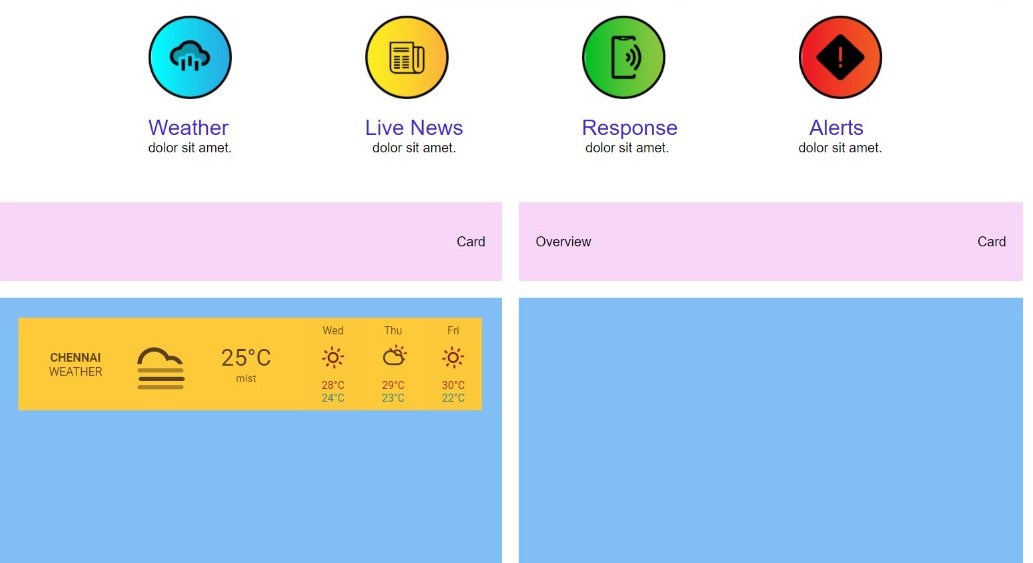 Weather
dolor sit amet.
Live News
dolor sit amet.
Response
dolor sit amet.
Alerts
dolor sit amet.
Card
Overview
Card
CHENNAI
WEATHER
25°C
mist
Wed
28°C
24°C
Thu
29°C
23°C
Fri
30°C
22°C